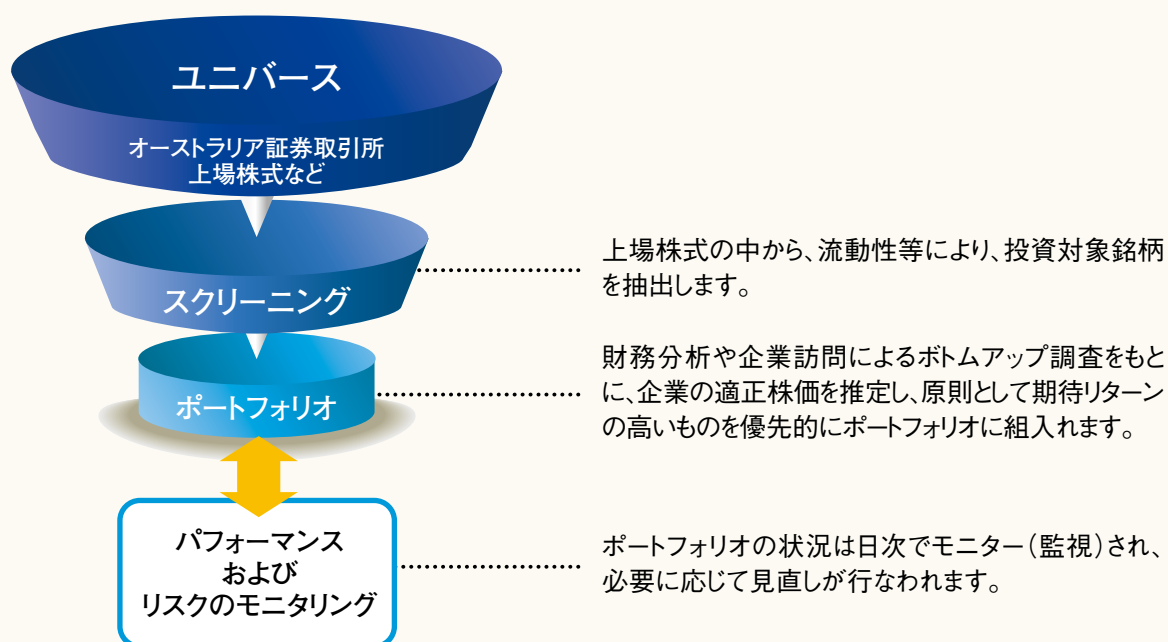 ユニバース
オーストラリア証券取引所
上場株式など
スクリーニング
上場株式の中から、流動性等により、投資対象銘柄
を抽出します。
ポートフォリオ
財務分析や企業訪問によるボトムアップ調査をもと
に、企業の適正株価を推定し、原則として期待リターン
の高いものを優先的にポートフォリオに組入れます。
パフォーマンス
および
リスクのモニタリング
ポートフォリオの状況は日次でモニター(監視)され、
必要に応じて見直しが行なわれます。